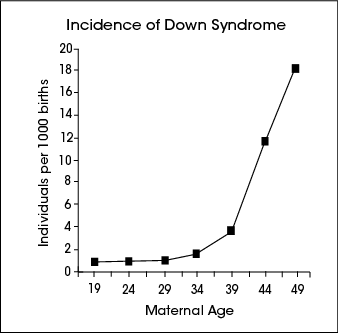 Incidence of Down Syndrome
Individuals per 1000 births
20
18
16
14
12
10
8
6
4
2
0
19 24 29 34 39 44 49
Maternal Age